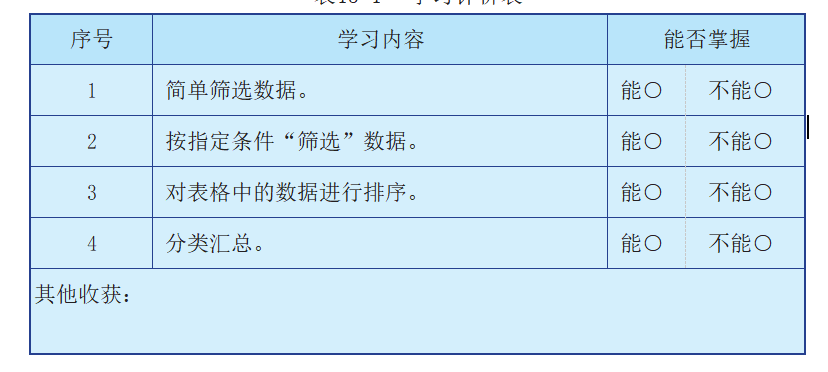 序号 学习内容 能否掌握
1 简单筛选数据。 能○ 不能○
2 按指定条件“筛选”数据。 能○ 不能○
3 对表格中的数据进行排序。 能○ 不能○
4 分类汇总。 能○ 不能○
其他收获：